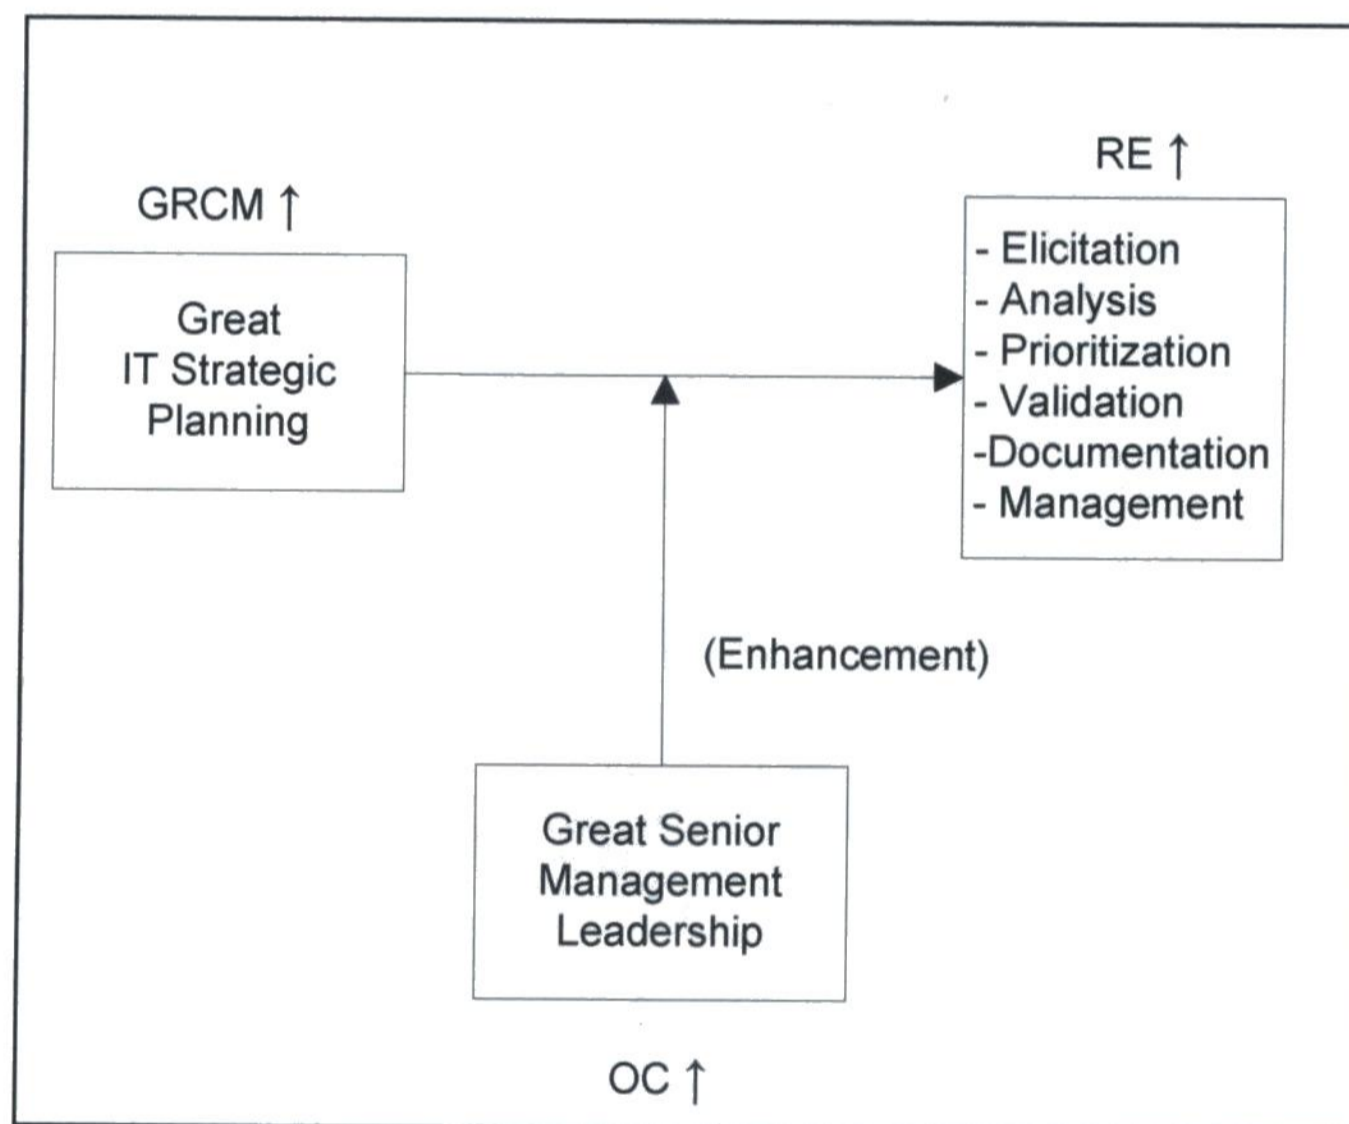 RE ↑
GRCM ↑
- Elicitation
- Analysis
- Prioritization
- Validation
-Documentation
- Management
Great
IT Strategic
Planning
(Enhancement)
Great Senior
Management
Leadership
OC ↑